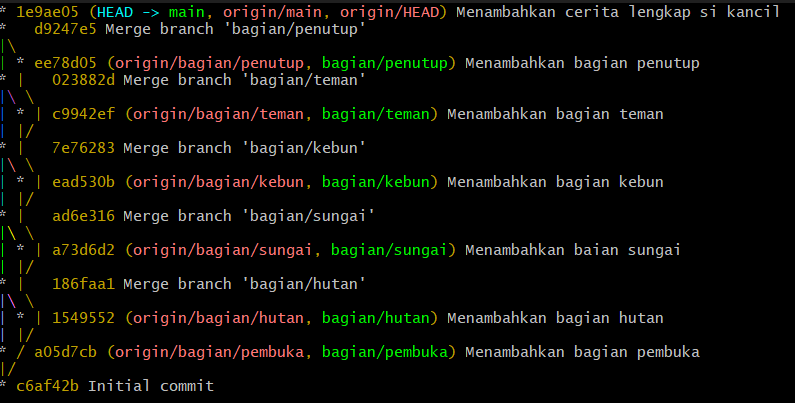 * 1e9ae05 (HEAD -> main, origin/main, origin/HEAD) Menambahkan cerita lengkap si kancil
*   d9247e5 Merge branch 'bagian/penutup'
|\
| * ee78d05 (origin/bagian/penutup, bagian/penutup) Menambahkan bagian penutup
* |   023882d Merge branch 'bagian/teman'
|\ \
| * | c9942ef (origin/bagian/teman, bagian/teman) Menambahkan bagian teman
| |/
* |   7e76283 Merge branch 'bagian/kebun'
|\ \
| * | ead530b (origin/bagian/kebun, bagian/kebun) Menambahkan bagian kebun
| |/
* |   ad6e316 Merge branch 'bagian/sungai'
|\ \
| * | a73d6d2 (origin/bagian/sungai, bagian/sungai) Menambahkan baian sungai
| |/
* |   186faa1 Merge branch 'bagian/hutan'
|\ \
| * | 1549552 (origin/bagian/hutan, bagian/hutan) Menambahkan bagian hutan
| |/
* / a05d7cb (origin/bagian/pembuka, bagian/pembuka) Menambahkan bagian pembuka
|/
* c6af42b Initial commit